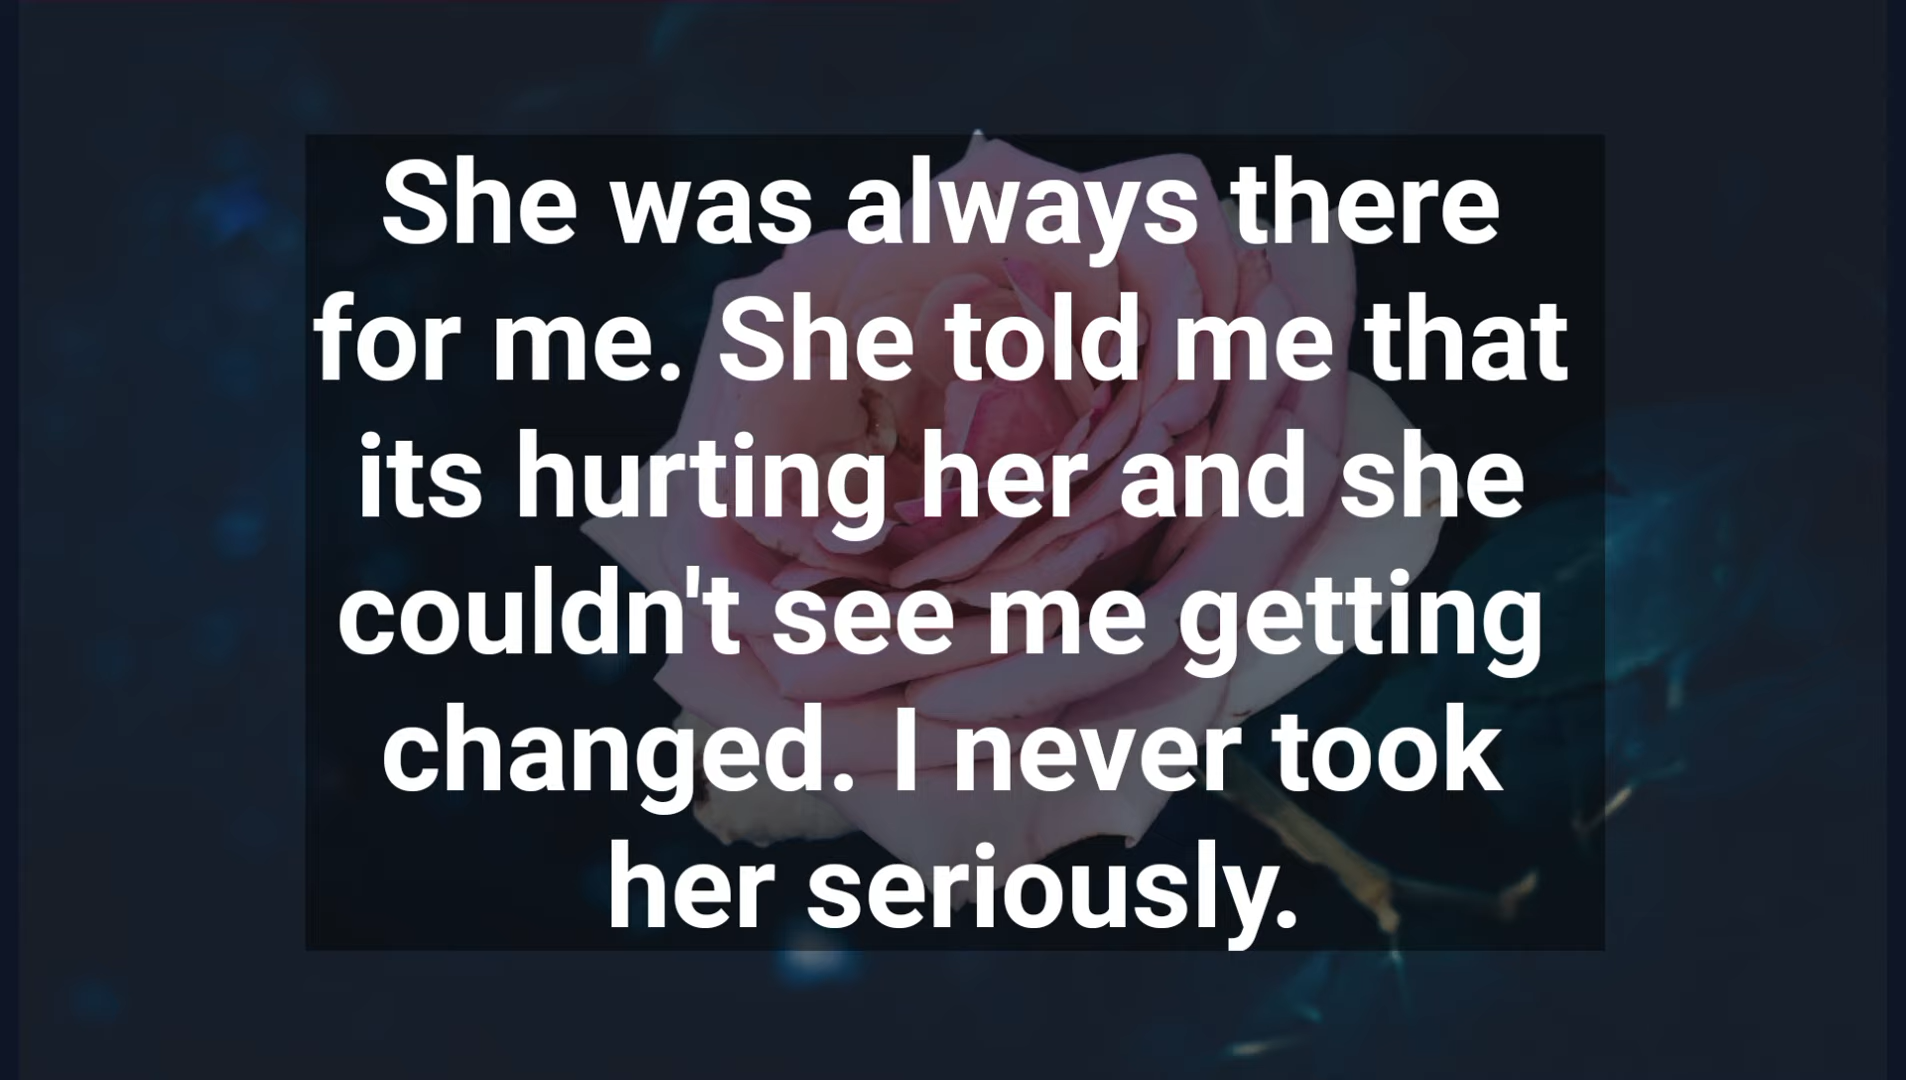 She was always there
for me. She told me that
its hurting her and she
couldn't see me getting
changed. I never took
her seriously.